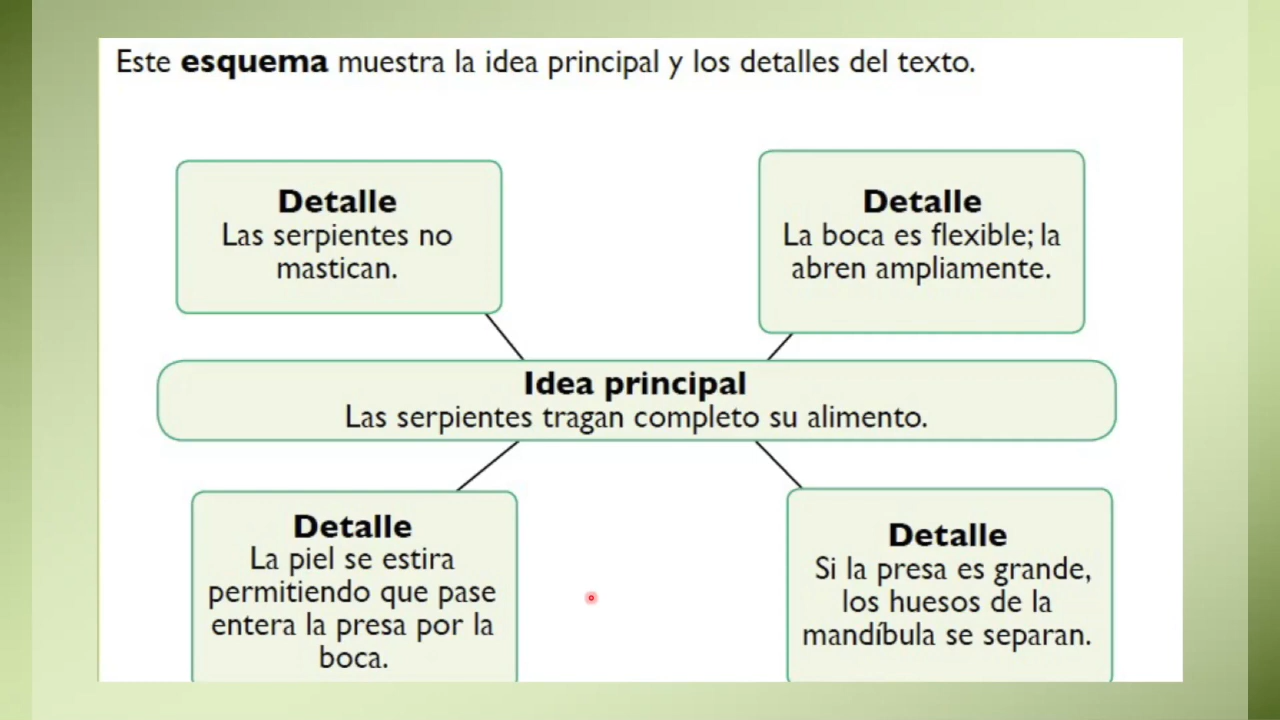 Este esquema muestra la idea principal y los detalles del texto.
Detalle
Las serpientes no
mastican.
Detalle
La boca es flexible; la
abren ampliamente.
Idea principal
Las serpientes tragan completo su alimento.
Detalle
La piel se estira
permitiendo que pase
entera la presa por la
boca.
Detalle
Si la presa es grande,
los huesos de la
mandíbula se separan.